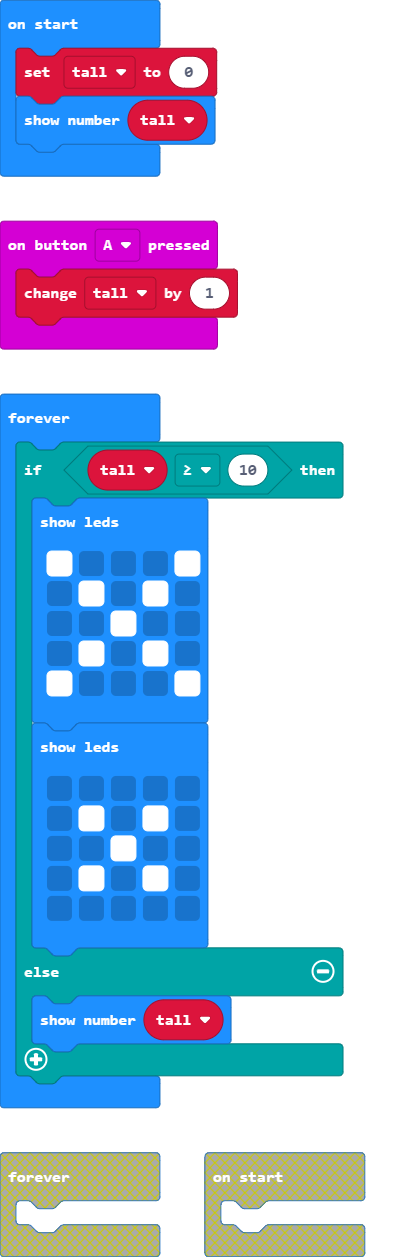 on start
set tall to 0
show number tall
on button A pressed
change tall by 1
forever
if tall ≥ 10 then
show leds
show leds
else
show number tall
forever on start